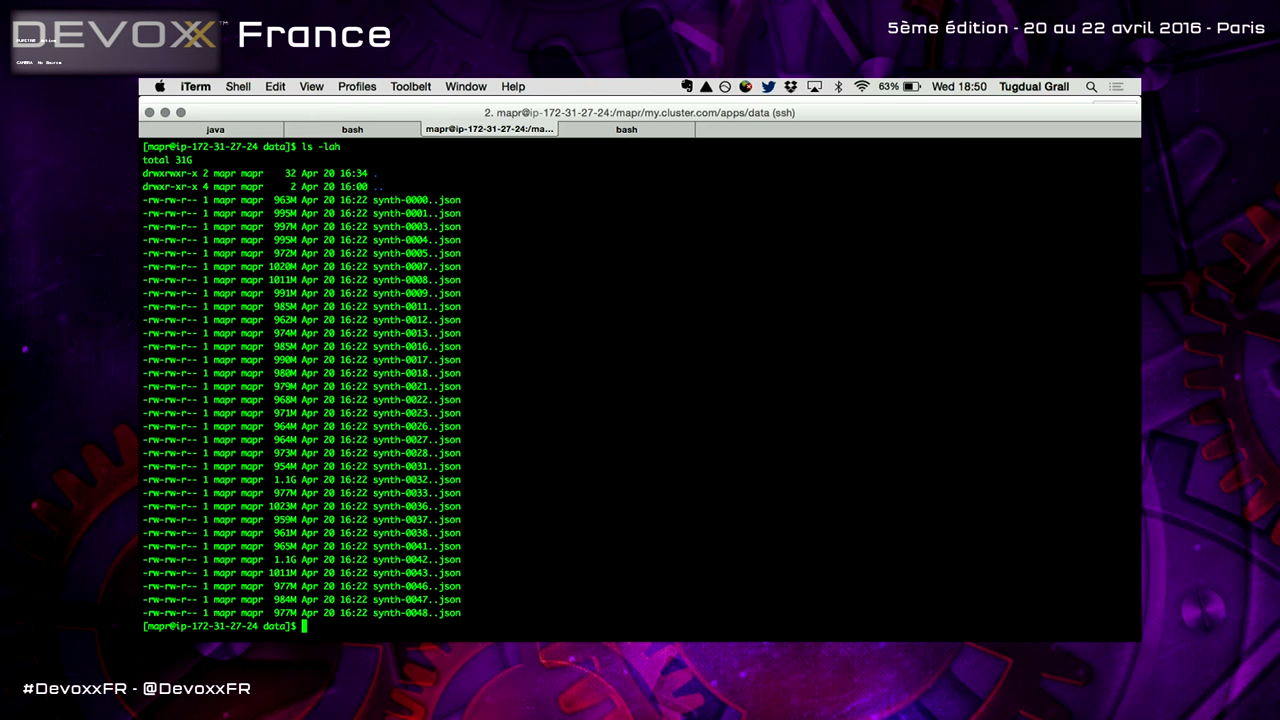 DEVOXX™ France
5ème édition - 20 au 22 avril 2016 - Paris
iTerm Shell Edit View Profiles Toolbelt Window Help 63% Wed 18:50 Tugdual Grall
2. mapr@ip-172-31-27-24:/mapr/my.cluster.com/apps/data (ssh)
java bash mapr@ip-172-31-27-24:/ma... bash
[mapr@ip-172-31-27-24 data]$ ls -lah
total 31G
drwxrwxr-x 2 mapr mapr 32 Apr 20 16:34 .
drwxr-xr-x 4 mapr mapr 2 Apr 20 16:00 ..
-rw-rw-r-- 1 mapr mapr 963M Apr 20 16:22 synth-0000..json
-rw-rw-r-- 1 mapr mapr 995M Apr 20 16:22 synth-0001..json
-rw-rw-r-- 1 mapr mapr 997M Apr 20 16:22 synth-0003..json
-rw-rw-r-- 1 mapr mapr 995M Apr 20 16:22 synth-0004..json
-rw-rw-r-- 1 mapr mapr 972M Apr 20 16:22 synth-0005..json
-rw-rw-r-- 1 mapr mapr 1020M Apr 20 16:22 synth-0007..json
-rw-rw-r-- 1 mapr mapr 1011M Apr 20 16:22 synth-0008..json
-rw-rw-r-- 1 mapr mapr 991M Apr 20 16:22 synth-0009..json
-rw-rw-r-- 1 mapr mapr 985M Apr 20 16:22 synth-0011..json
-rw-rw-r-- 1 mapr mapr 962M Apr 20 16:22 synth-0012..json
-rw-rw-r-- 1 mapr mapr 974M Apr 20 16:22 synth-0013..json
-rw-rw-r-- 1 mapr mapr 985M Apr 20 16:22 synth-0016..json
-rw-rw-r-- 1 mapr mapr 990M Apr 20 16:22 synth-0017..json
-rw-rw-r-- 1 mapr mapr 980M Apr 20 16:22 synth-0018..json
-rw-rw-r-- 1 mapr mapr 979M Apr 20 16:22 synth-0021..json
-rw-rw-r-- 1 mapr mapr 968M Apr 20 16:22 synth-0022..json
-rw-rw-r-- 1 mapr mapr 971M Apr 20 16:22 synth-0023..json
-rw-rw-r-- 1 mapr mapr 964M Apr 20 16:22 synth-0026..json
-rw-rw-r-- 1 mapr mapr 964M Apr 20 16:22 synth-0027..json
-rw-rw-r-- 1 mapr mapr 973M Apr 20 16:22 synth-0028..json
-rw-rw-r-- 1 mapr mapr 954M Apr 20 16:22 synth-0031..json
-rw-rw-r-- 1 mapr mapr 1.1G Apr 20 16:22 synth-0032..json
-rw-rw-r-- 1 mapr mapr 977M Apr 20 16:22 synth-0033..json
-rw-rw-r-- 1 mapr mapr 1023M Apr 20 16:22 synth-0036..json
-rw-rw-r-- 1 mapr mapr 959M Apr 20 16:22 synth-0037..json
-rw-rw-r-- 1 mapr mapr 961M Apr 20 16:22 synth-0038..json
-rw-rw-r-- 1 mapr mapr 965M Apr 20 16:22 synth-0041..json
-rw-rw-r-- 1 mapr mapr 1.1G Apr 20 16:22 synth-0042..json
-rw-rw-r-- 1 mapr mapr 1011M Apr 20 16:22 synth-0043..json
-rw-rw-r-- 1 mapr mapr 977M Apr 20 16:22 synth-0046..json
-rw-rw-r-- 1 mapr mapr 984M Apr 20 16:22 synth-0047..json
-rw-rw-r-- 1 mapr mapr 977M Apr 20 16:22 synth-0048..json
[mapr@ip-172-31-27-24 data]$
#DevoxxFR - @DevoxxFR